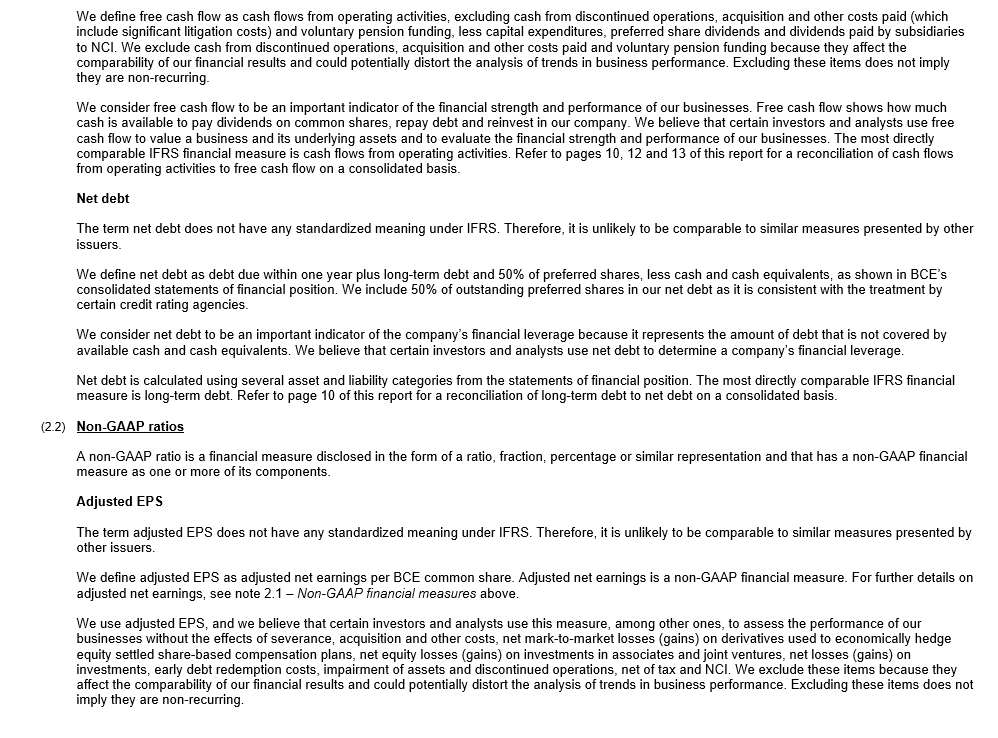 We define free cash flow as cash flows from operating activities, excluding cash from discontinued operations, acquisition and other costs paid (which
include significant litigation costs) and voluntary pension funding, less capital expenditures, preferred share dividends and dividends paid by subsidiaries
to NCI. We exclude cash from discontinued operations, acquisition and other costs paid and voluntary pension funding because they affect the
comparability of our financial results and could potentially distort the analysis of trends in business performance. Excluding these items does not imply
they are non-recurring.
We consider free cash flow to be an important indicator of the financial strength and performance of our businesses. Free cash flow shows how much
cash is available to pay dividends on common shares, repay debt and reinvest in our company. We believe that certain investors and analysts use free
cash flow to value a business and its underlying assets and to evaluate the financial strength and performance of our businesses. The most directly
comparable IFRS financial measure is cash flows from operating activities. Refer to pages 10, 12 and 13 of this report for a reconciliation of cash flows
from operating activities to free cash flow on a consolidated basis.
Net debt
The term net debt does not have any standardized meaning under IFRS. Therefore, it is unlikely to be comparable to similar measures presented by other
issuers.
We define net debt as debt due within one year plus long-term debt and 50% of preferred shares, less cash and cash equivalents, as shown in BCE's
consolidated statements of financial position. We include 50% of outstanding preferred shares in our net debt as it is consistent with the treatment by
certain credit rating agencies.
We consider net debt to be an important indicator of the company's financial leverage because it represents the amount of debt that is not covered by
available cash and cash equivalents. We believe that certain investors and analysts use net debt to determine a company's financial leverage.
Net debt is calculated using several asset and liability categories from the statements of financial position. The most directly comparable IFRS financial
measure is long-term debt. Refer to page 10 of this report for a reconciliation of long-term debt to net debt on a consolidated basis.
(2.2) Non-GAAP ratios
A non-GAAP ratio is a financial measure disclosed in the form of a ratio, fraction, percentage or similar representation and that has a non-GAAP financial
measure as one or more of its components.
Adjusted EPS
The term adjusted EPS does not have any standardized meaning under IFRS. Therefore, it is unlikely to be comparable to similar measures presented by
other issuers.
We define adjusted EPS as adjusted net earnings per BCE common share. Adjusted net earnings is a non-GAAP financial measure. For further details on
adjusted net earnings, see note 2.1 – Non-GAAP financial measures above.
We use adjusted EPS, and we believe that certain investors and analysts use this measure, among other ones, to assess the performance of our
businesses without the effects of severance, acquisition and other costs, net mark-to-market losses (gains) on derivatives used to economically hedge
equity settled share-based compensation plans, net equity losses (gains) on investments in associates and joint ventures, net losses (gains) on
investments, early debt redemption costs, impairment of assets and discontinued operations, net of tax and NCI. We exclude these items because they
affect the comparability of our financial results and could potentially distort the analysis of trends in business performance. Excluding these items does not
imply they are non-recurring.